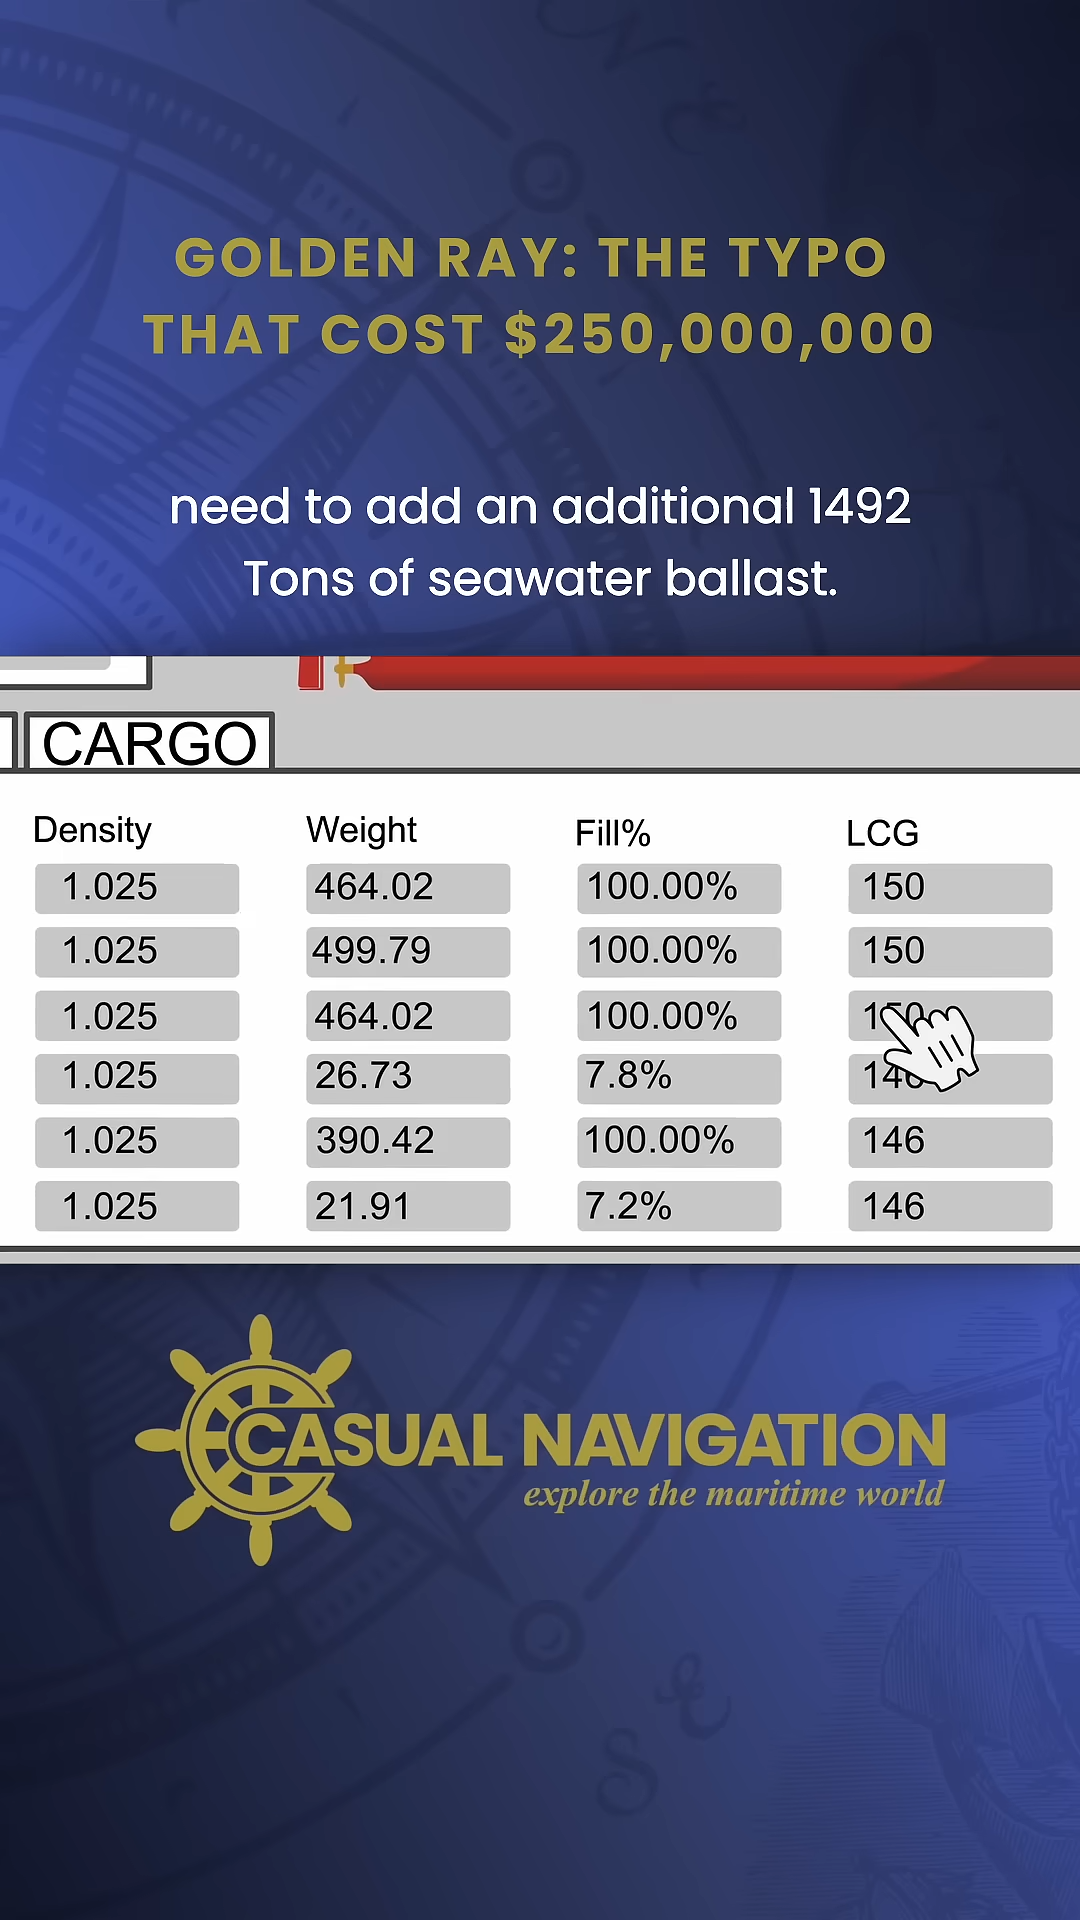 GOLDEN RAY: THE TYPO
THAT COST $250,000,000
need to add an additional 1492
Tons of seawater ballast.
CARGO
Density Weight Fill% LCG
1.025 464.02 100.00% 150
1.025 499.79 100.00% 150
1.025 464.02 100.00%
1.025 26.73 7.8%
1.025 390.42 100.00% 146
1.025 21.91 7.2% 146
CASUAL NAVIGATION
explore the maritime world
N
E
S
&